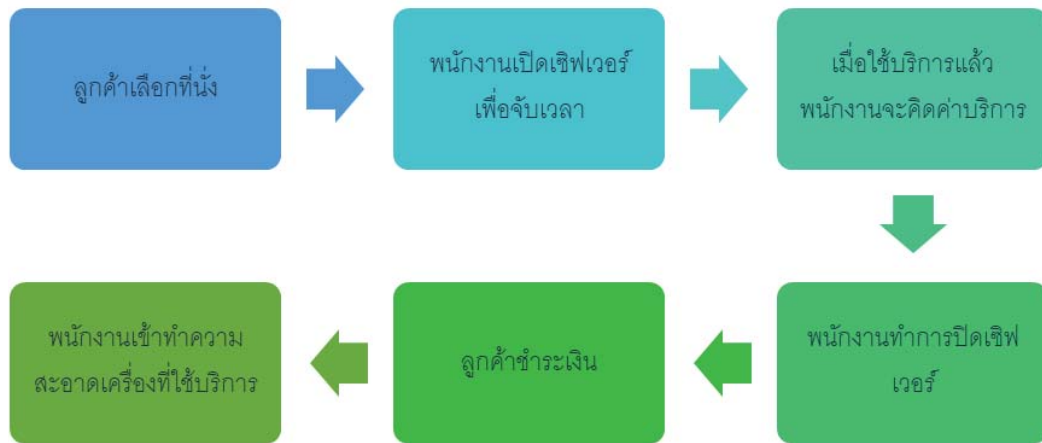 ลูกค้าเลือกที่นั่ง
พนักงานเปิดเซิฟเวอร์
เพื่อจับเวลา
เมื่อใช้บริการแล้ว
พนักงานจะคิดค่าบริการ
พนักงานทำการปิดเซิฟ
เวอร์
ลูกค้าชำระเงิน
พนักงานเข้าทำความ
สะอาดเครื่องที่ใช้บริการ